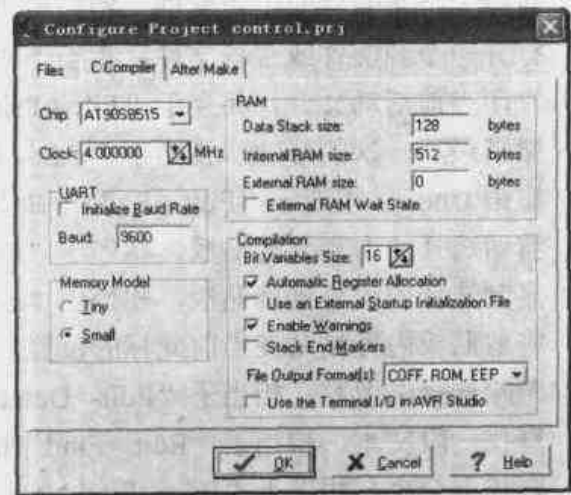 Configure Project control.prj
Files
C Compiler
After Make
Chip: AT90S8515
Clock: 4.000000 MHz
UART
Initialize Baud Rate
Baud: 9600
Memory Model
Tiny
Small
RAM
Data Stack size: 128 bytes
Internal RAM size: 512 bytes
External RAM size: 0 bytes
External RAM Wait State
Compilation
Bit Variables Size: 16
Automatic Register Allocation
Use an External Startup Initialization File
Enable Warnings
Stack End Markers
File Output Format(s): COFF, ROM, EEP
Use the Terminal I/O in AVR Studio
OK
Cancel
? Help